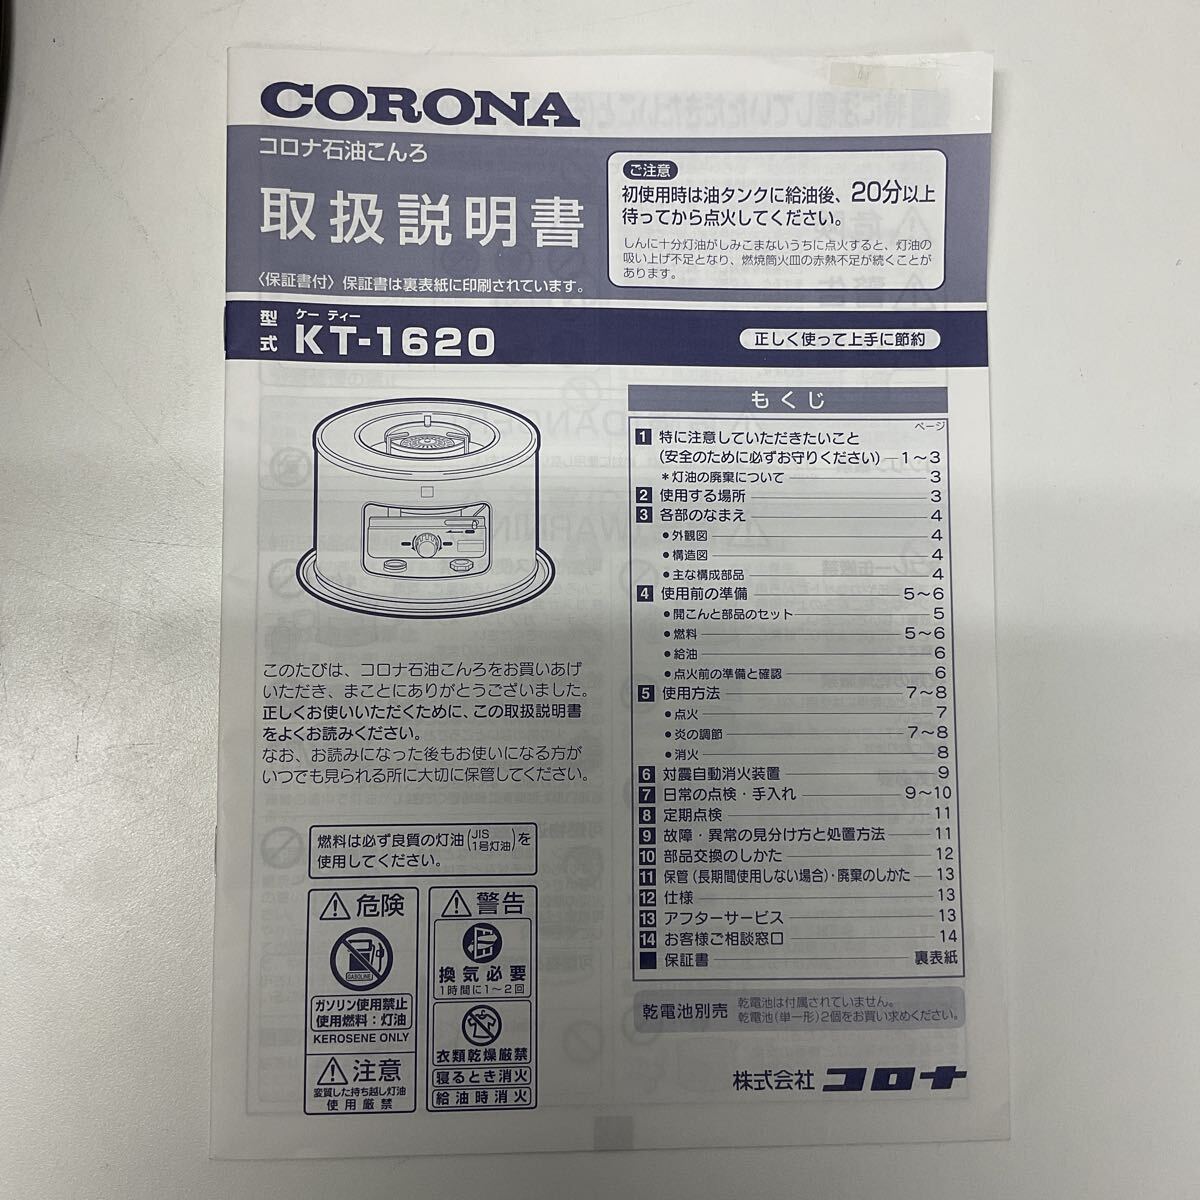 CORONA
コロナ石油こんろ
取扱説明書
〈保証書付〉保証書は裏表紙に印刷されています。
ご注意
初使用時は油タンクに給油後、20分以上
待ってから点火してください。
しんに十分灯油がしみこまないうちに点火すると、灯油の
吸い上げ不足となり、燃焼筒火皿の赤熱不足が続くことが
あります。
型式
ケー ティー
KT-1620
正しく使って上手に節約
このたびは、コロナ石油こんろをお買いあげ
いただき、まことにありがとうございました。
正しくお使いいただくために、この取扱説明書
をよくお読みください。
なお、お読みになった後もお使いになる方が
いつでも見られる所に大切に保管してください。
燃料は必ず良質の灯油(JIS 1号灯油)を
使用してください。
危険
GASOLINE
ガソリン使用禁止
使用燃料：灯油
KEROSENE ONLY
注意
変質した持ち越し灯油
使用厳禁
警告
換気必要
1時間に1～2回
衣類乾燥厳禁
寝るとき消火
給油時消火
もくじ
ページ
1 特に注意していただきたいこと
(安全のために必ずお守りください) 1～3
＊灯油の廃棄について 3
2 使用する場所 3
3 各部のなまえ 4
●外観図 4
●構造図 4
●主な構成部品 4
4 使用前の準備 5～6
●開こんと部品のセット 5
●燃料 5～6
●給油 6
●点火前の準備と確認 6
5 使用方法 7～8
●点火 7
●炎の調節 7～8
●消火 8
6 対震自動消火装置 9
7 日常の点検・手入れ 9～10
8 定期点検 11
9 故障・異常の見分け方と処置方法 11
10 部品交換のしかた 12
11 保管(長期間使用しない場合)・廃棄のしかた 13
12 仕様 13
13 アフターサービス 13
14 お客様ご相談窓口 14
■ 保証書 裏表紙
乾電池別売
乾電池は付属されていません。
乾電池(単一形)2個をお買い求めください。
株式会社 コロナ